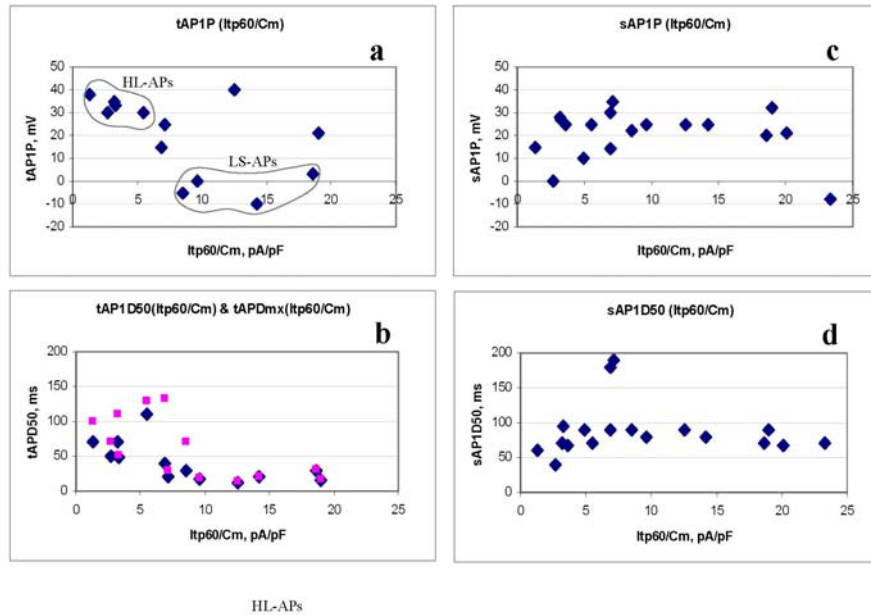 tAP1P (Itp60/Cm)
a
HL-APs
LS-APs
50
40
30
20
10
0
-10
-20
0 5 10 15 20 25
tAP1P, mV
Itp60/Cm, pA/pF
sAP1P (Itp60/Cm)
c
50
40
30
20
10
0
-10
-20
0 5 10 15 20 25
sAP1P, mV
Itp60/Cm, pA/pF
tAP1D50(Itp60/Cm) & tAPDmx(Itp60/Cm)
b
200
150
100
50
0
0 5 10 15 20 25
tAPD50, ms
Itp60/Cm, pA/pF
sAP1D50 (Itp60/Cm)
d
200
150
100
50
0
0 5 10 15 20 25
sAP1D50, ms
Itp60/Cm, pA/pF
HL-APs